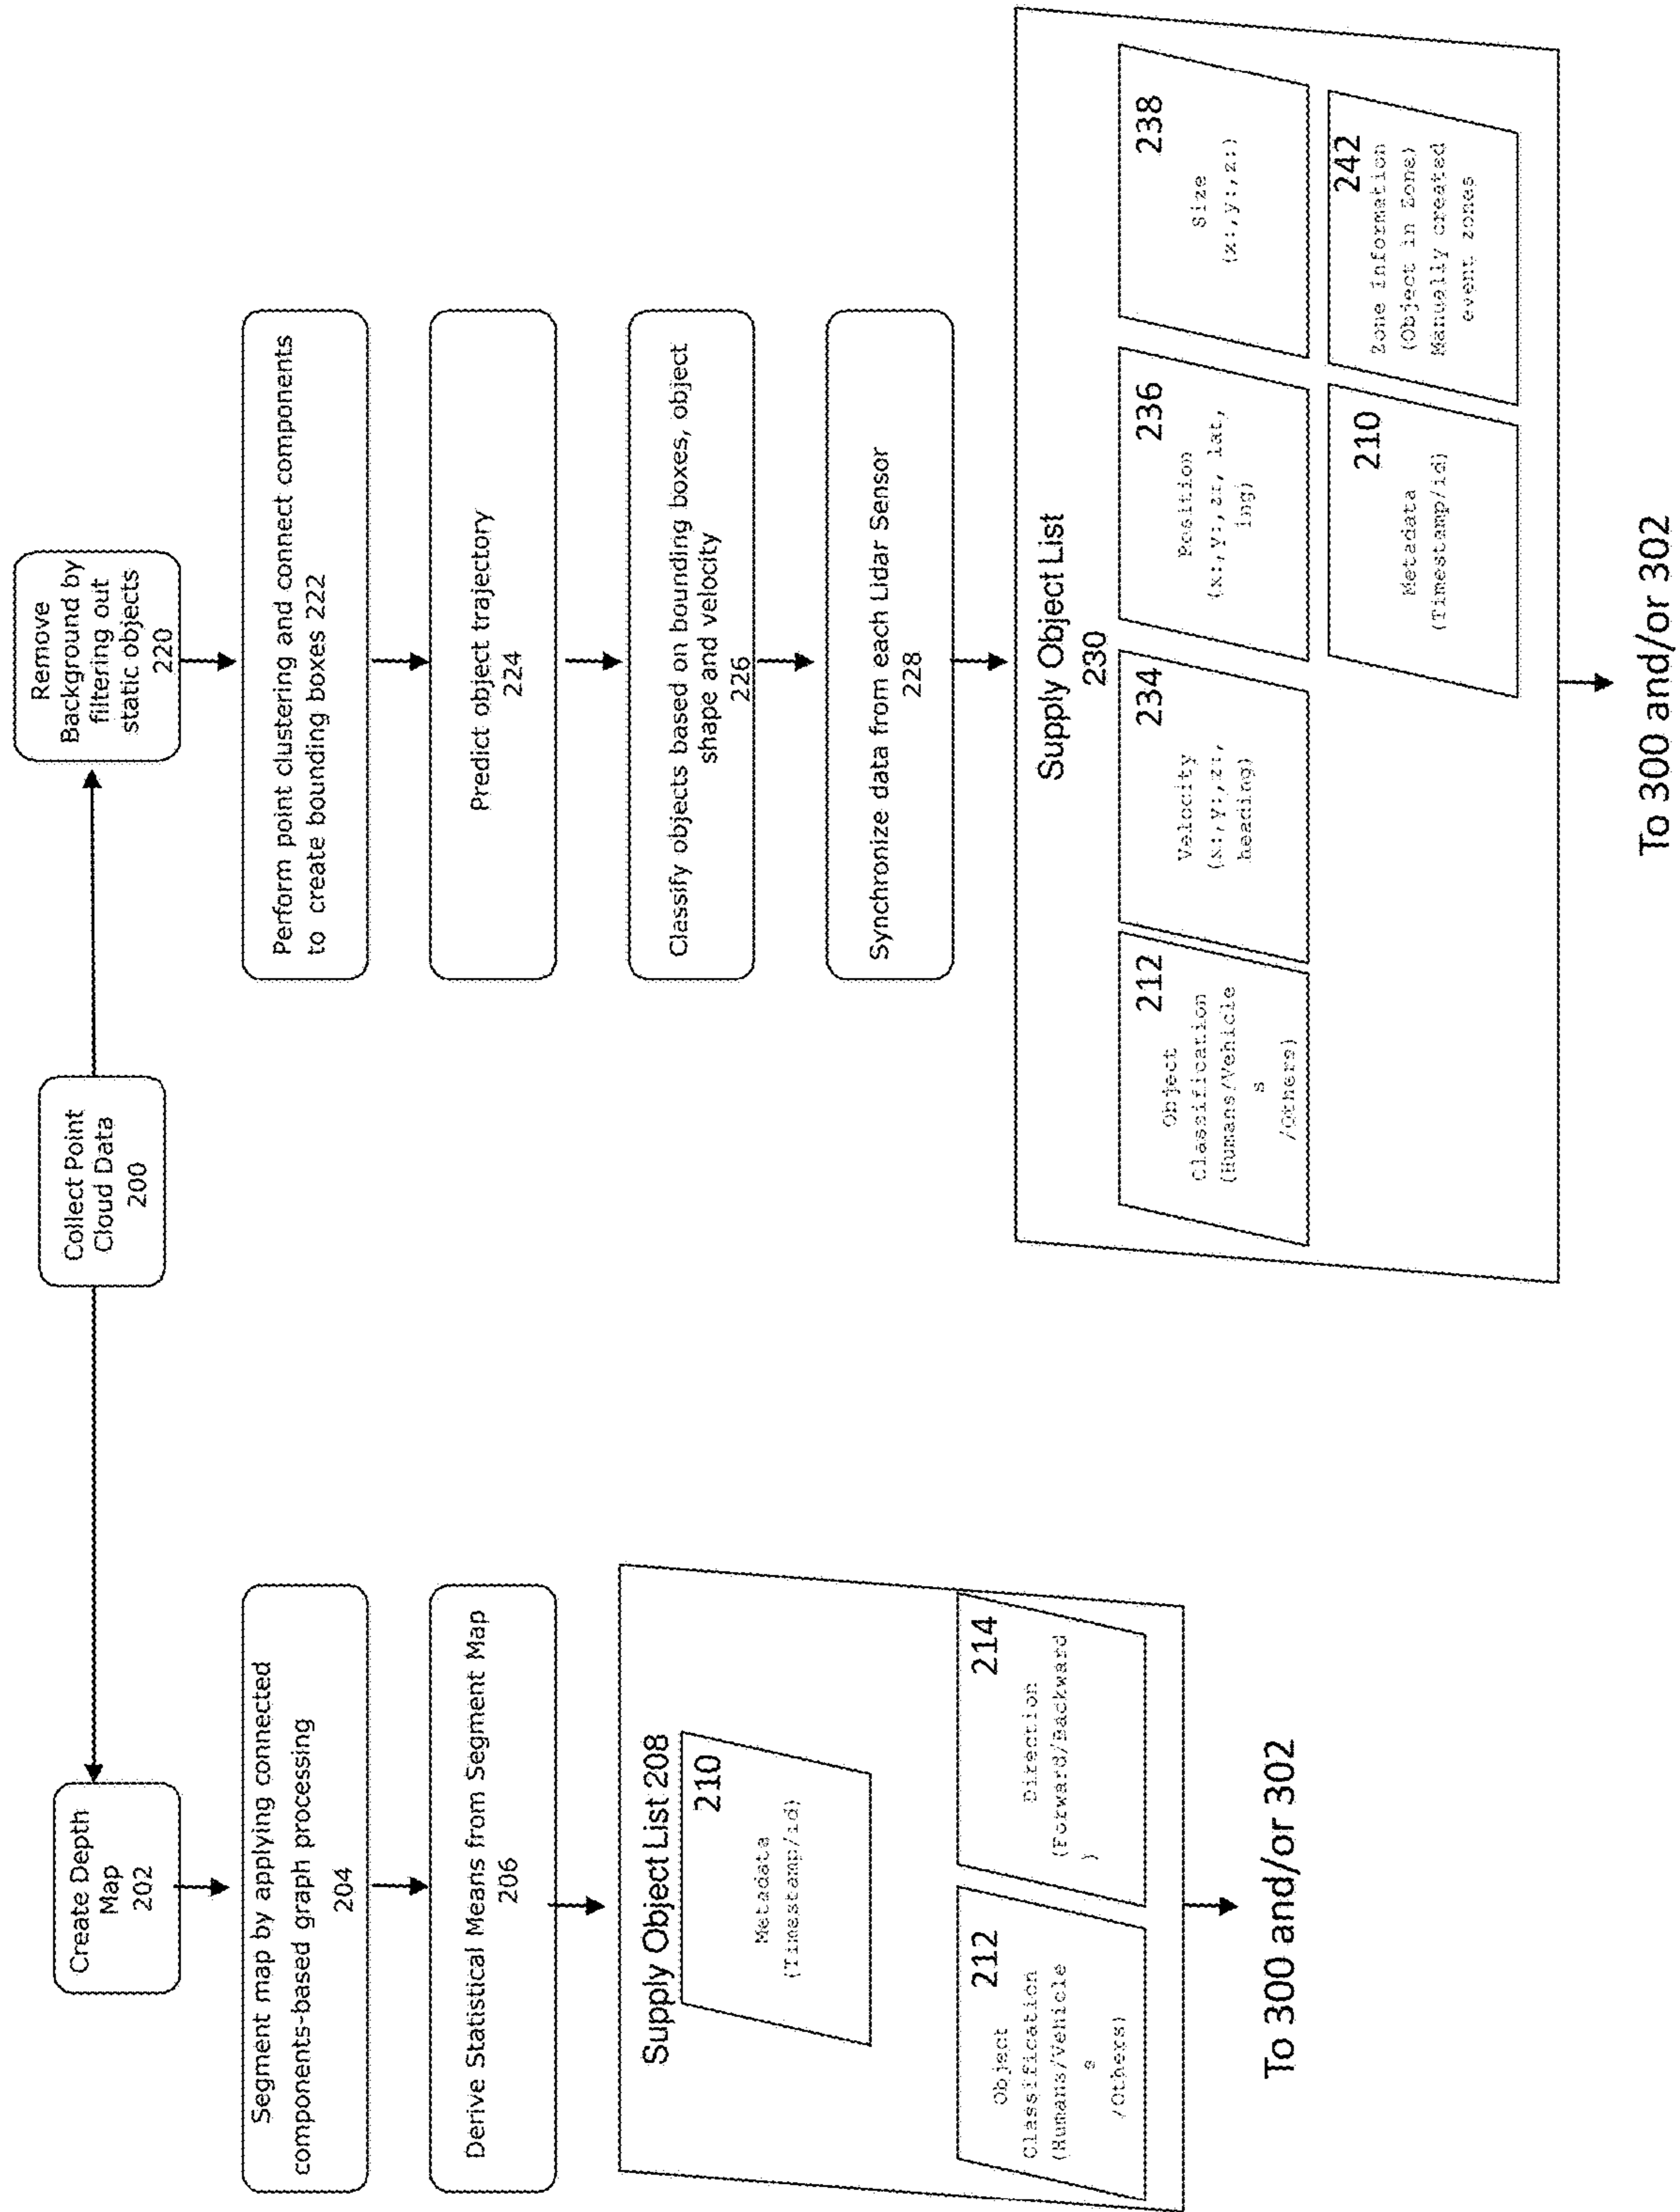 Collect Point
Cloud Data
200
Create Depth
Map
202
Segment map by applying connected
components-based graph processing
204
Derive Statistical Means from Segment Map
206
Supply Object List 208
210
Metadata
(Timestamp/id)
212
Object
Classification
(Humans/Vehicle
s
/Others)
214
Direction
(Forward/Backward
)
To 300 and/or 302
Remove
Background by
filtering out
static objects
220
Perform point clustering and connect components
to create bounding boxes 222
Predict object trajectory
224
Classify objects based on bounding boxes, object
shape and velocity
226
Synchronize data from each Lidar Sensor
228
Supply Object List
230
212
Object
Classification
(Humans/Vehicle
s
/Others)
234
Velocity
(x:,y:,z:,
heading)
236
Position
(x:,y:,z:, lat,
lng)
238
Size
(x:,y:,z:)
210
Metadata
(Timestamp/id)
242
Zone information
(Object in Zone)
Manually created
event zones
To 300 and/or 302